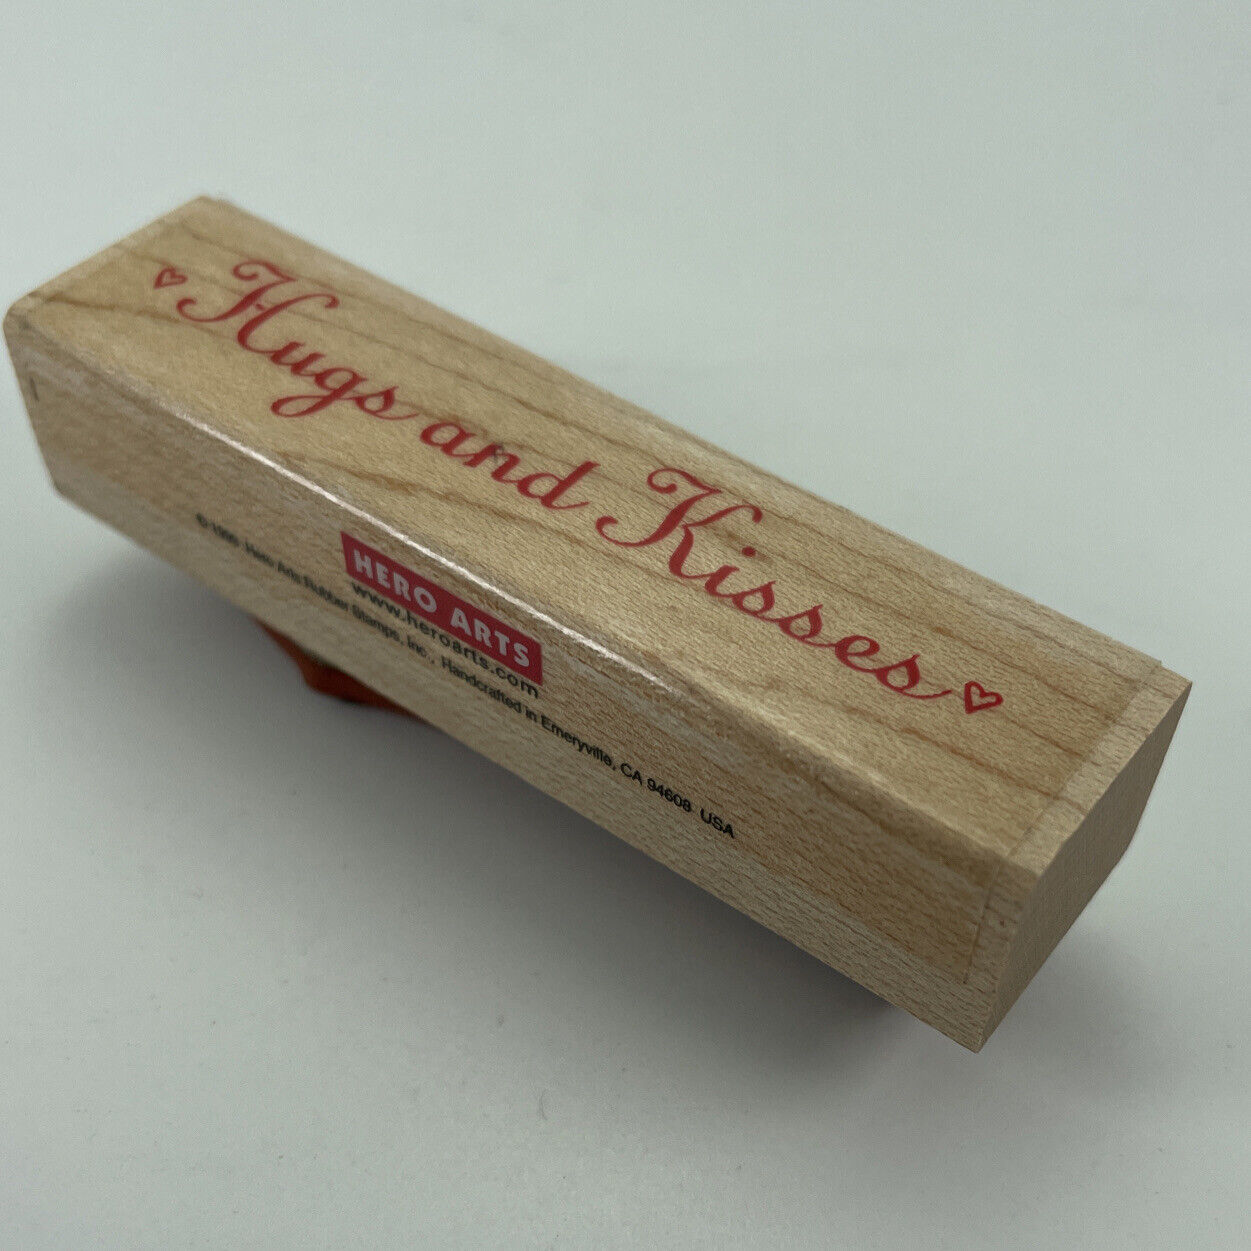 Hugs and Kisses
HERO ARTS
www.heroarts.com
© Hero Arts Rubber Stamps, Inc., Handcrafted in Emeryville, CA 94608 USA